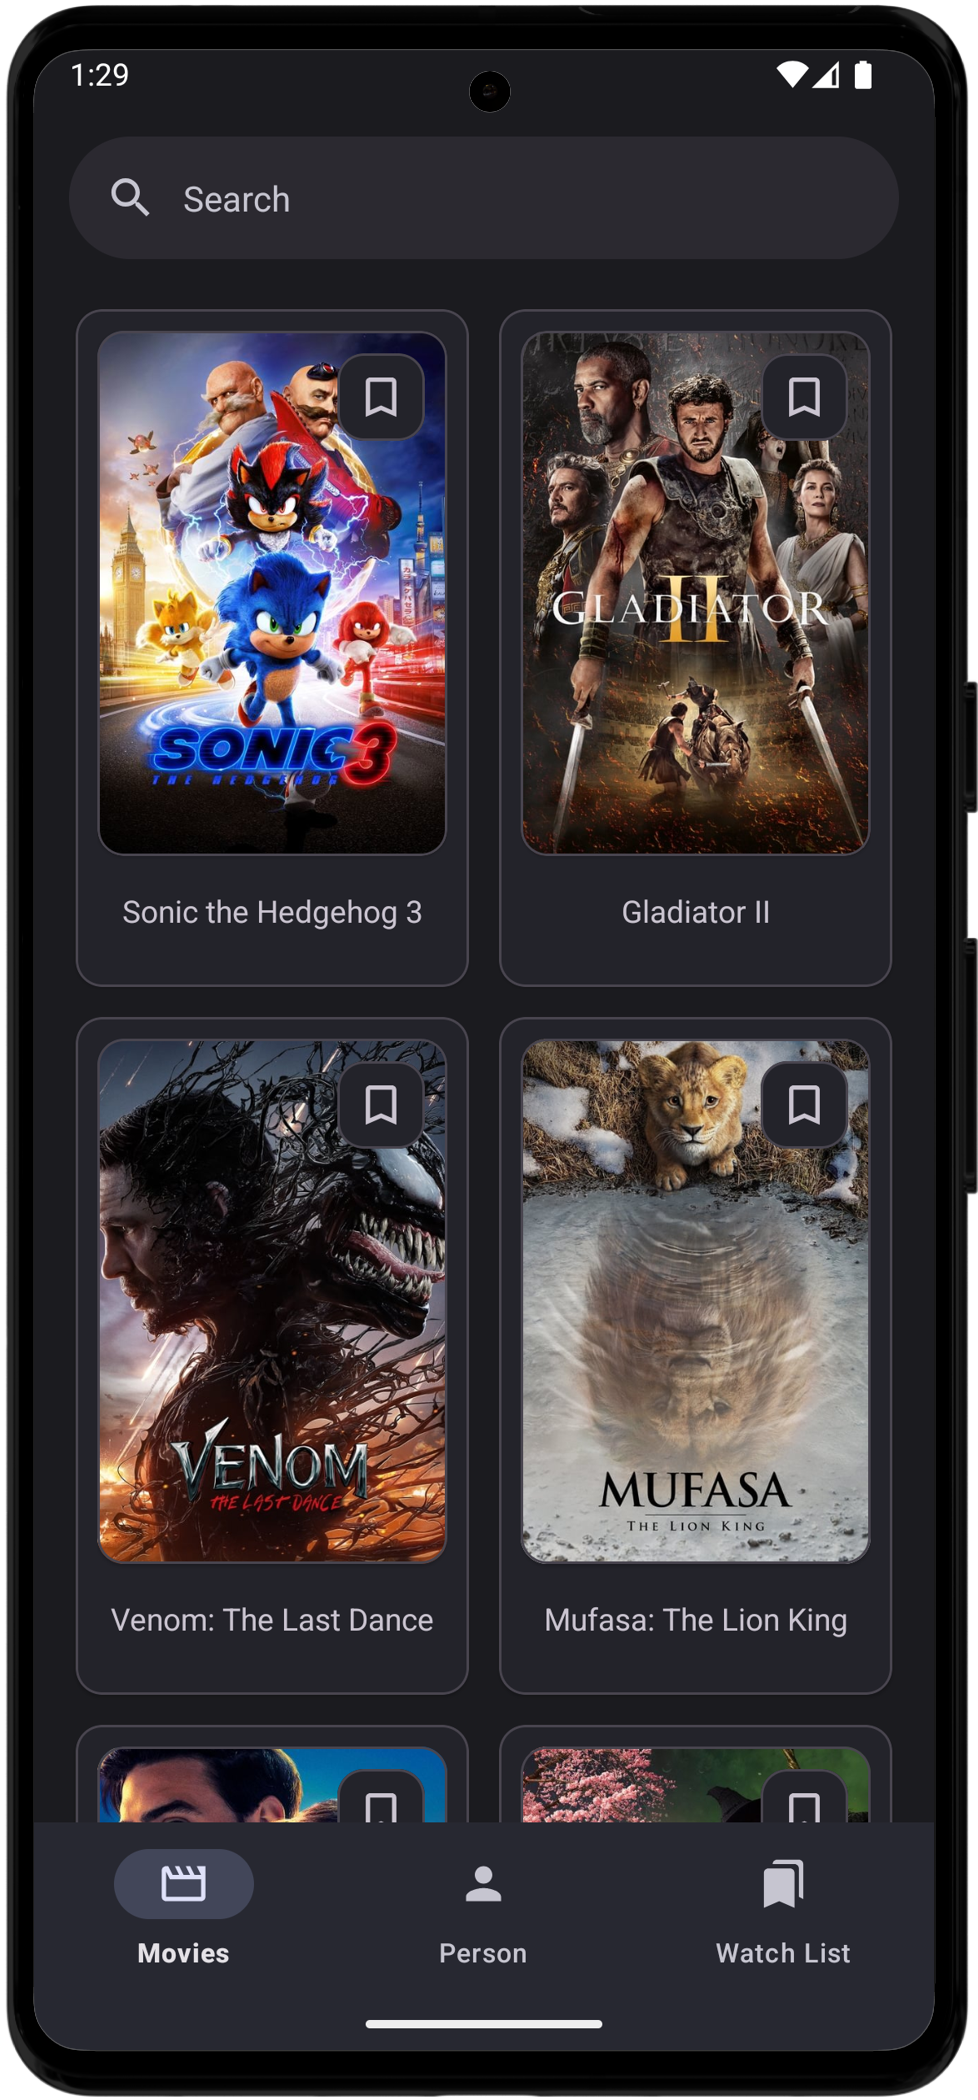 1:29
Search
SONIC 3
THE HEDGEHOG
Sonic the Hedgehog 3
II
GLADIATOR
Gladiator II
VENOM
THE LAST DANCE
Venom: The Last Dance
MUFASA
THE LION KING
Mufasa: The Lion King
Movies
Person
Watch List